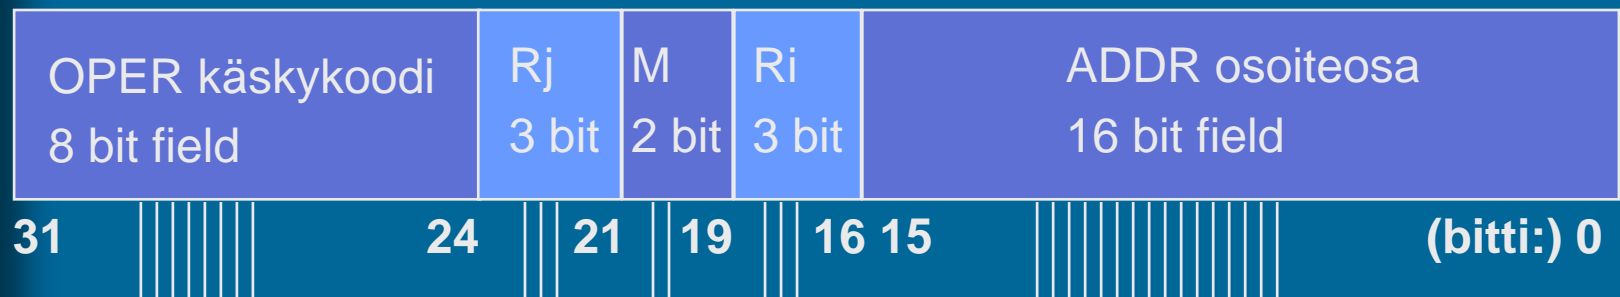 OPER käskykoodi
8 bit field
Rj
3 bit
M
2 bit
Ri
3 bit
ADDR osoiteosa
16 bit field
31 24 21 19 16 15 (bitti:) 0